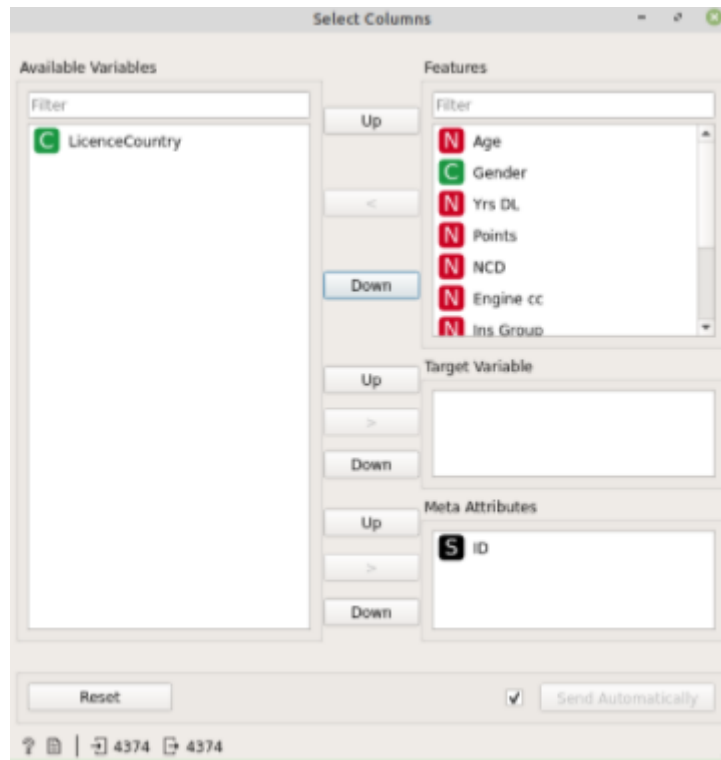 Select Columns
Available Variables
Filter
C LicenceCountry
Up
<
Down
Up
>
Down
Up
>
Down
Features
Filter
N Age
C Gender
N Yrs DL
N Points
N NCD
N Engine cc
N Ins Group
Target Variable
Meta Attributes
S ID
Reset
Send Automatically
? 4374 4374